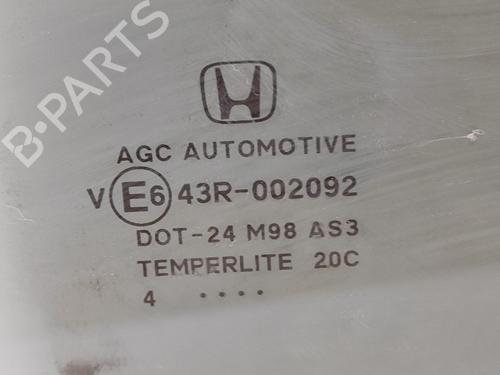 B-PARTS
AGC AUTOMOTIVE
V E6 43R-002092
DOT-24 M98 AS3
TEMPERLITE 20C
4 ....